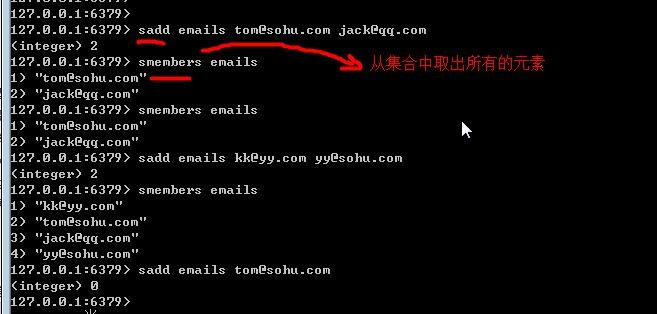 127.0.0.1:6379>
127.0.0.1:6379>
127.0.0.1:6379> sadd emails tom@sohu.com jack@qq.com
(integer) 2
127.0.0.1:6379> smembers emails
1) "tom@sohu.com"
2) "jack@qq.com"
从集合中取出所有的元素
127.0.0.1:6379> smembers emails
1) "tom@sohu.com"
2) "jack@qq.com"
127.0.0.1:6379> sadd emails kk@yy.com yy@sohu.com
(integer) 2
127.0.0.1:6379> smembers emails
1) "kk@yy.com"
2) "tom@sohu.com"
3) "jack@qq.com"
4) "yy@sohu.com"
127.0.0.1:6379> sadd emails tom@sohu.com
(integer) 0
127.0.0.1:6379>